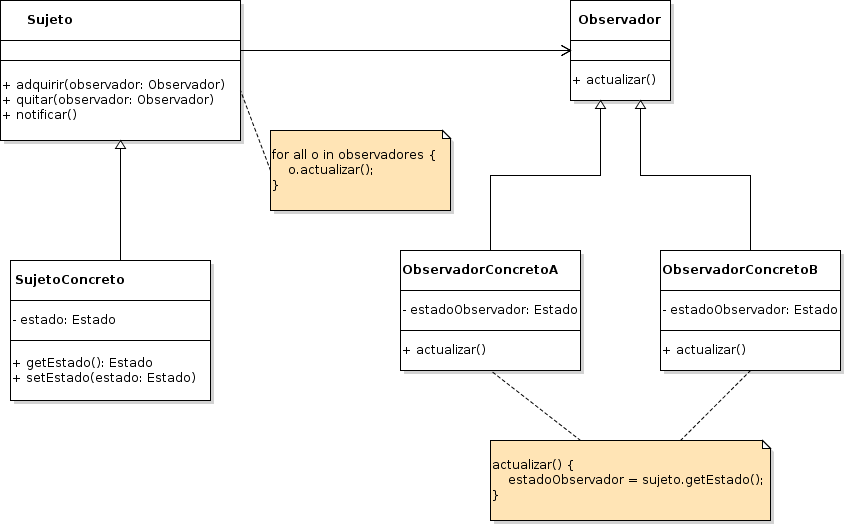 Sujeto
+ adquirir(observador: Observador)
+ quitar(observador: Observador)
+ notificar()
Observador
+ actualizar()
for all o in observadores {
o.actualizar();
}
SujetoConcreto
- estado: Estado
+ getEstado(): Estado
+ setEstado(estado: Estado)
ObservadorConcretoA
- estadoObservador: Estado
+ actualizar()
ObservadorConcretoB
- estadoObservador: Estado
+ actualizar()
actualizar() {
estadoObservador = sujeto.getEstado();
}